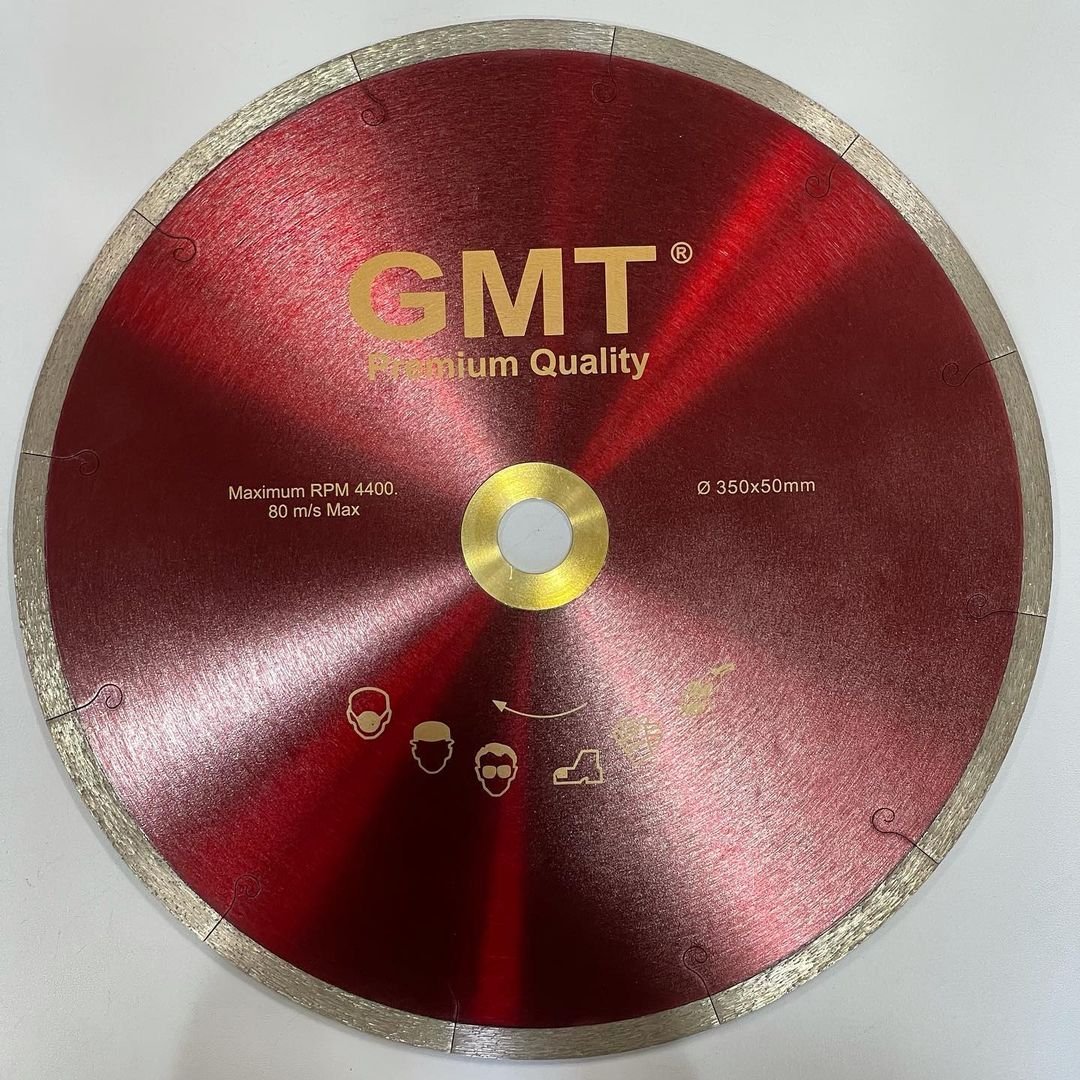 GMT®
Premium Quality
Maximum RPM 4400.
80 m/s Max
Ø 350x50mm